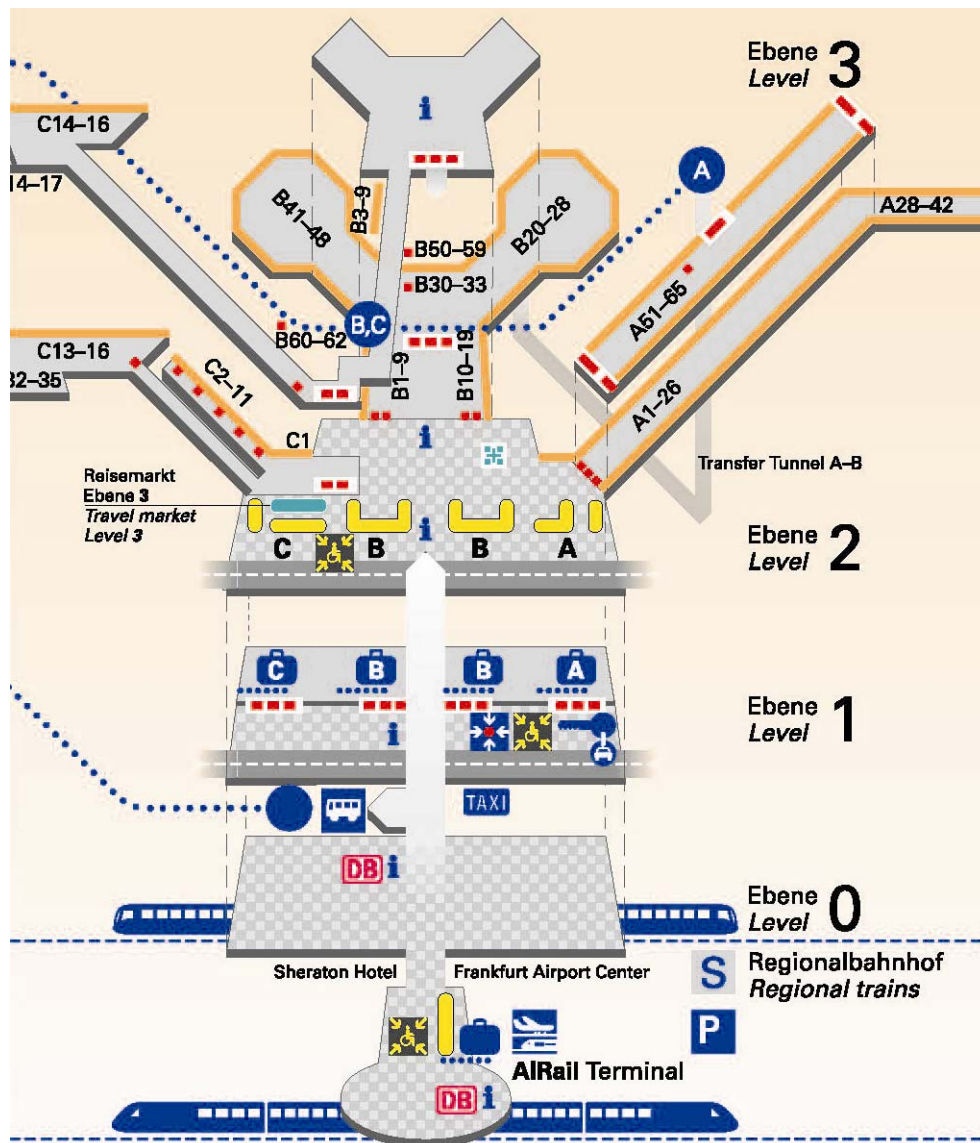 Ebene
Level 3
C14–16
14–17
B41–48
B3–9
B20–28
A
A28–42
B50–59
B30–33
B,C
B60–62
A51–65
C13–16
32–35
C2–11
B1–9
B10–19
A1–26
C1
Transfer Tunnel A–B
Reisemarkt
Ebene 3
Travel market
Level 3
C B B A
Ebene
Level 2
C B B A
Ebene
Level 1
TAXI
DB
Ebene
Level 0
Sheraton Hotel Frankfurt Airport Center
S Regionalbahnhof
Regional trains
P
AIRail Terminal
DB